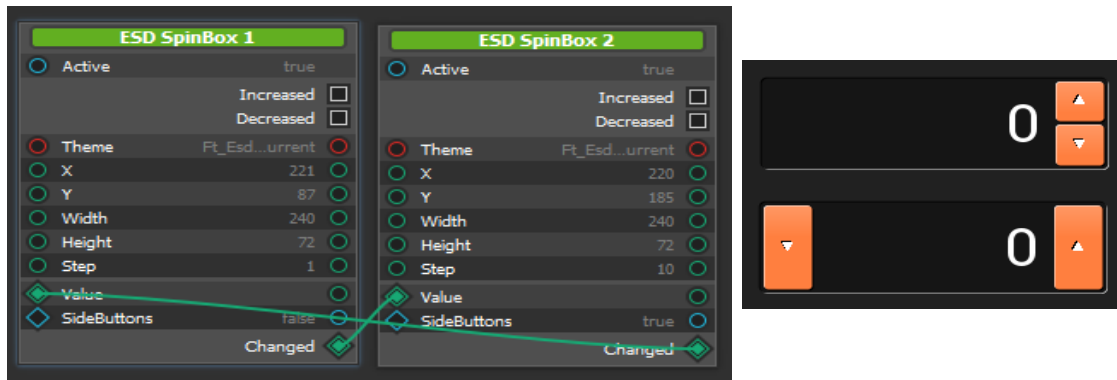 ESD SpinBox 1
Active true
Increased
Decreased
Theme Ft_Esd...urrent
X 221
Y 87
Width 240
Height 72
Step 1
Value
SideButtons false
Changed
ESD SpinBox 2
Active true
Increased
Decreased
Theme Ft_Esd...urrent
X 220
Y 185
Width 240
Height 72
Step 10
Value
SideButtons true
Changed
0
0